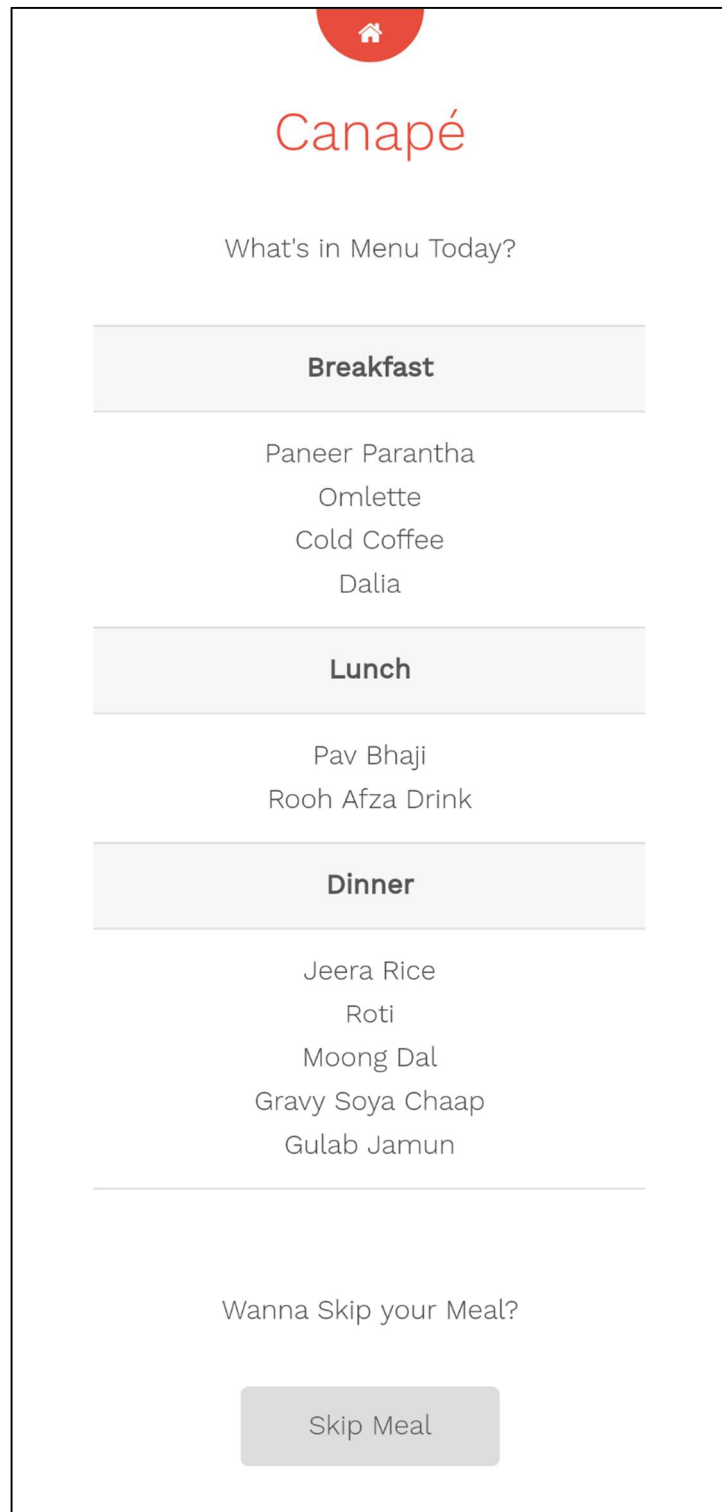 Canapé
What's in Menu Today?
Breakfast
Paneer Parantha
Omlette
Cold Coffee
Dalia
Lunch
Pav Bhaji
Rooh Afza Drink
Dinner
Jeera Rice
Roti
Moong Dal
Gravy Soya Chaap
Gulab Jamun
Wanna Skip your Meal?
Skip Meal